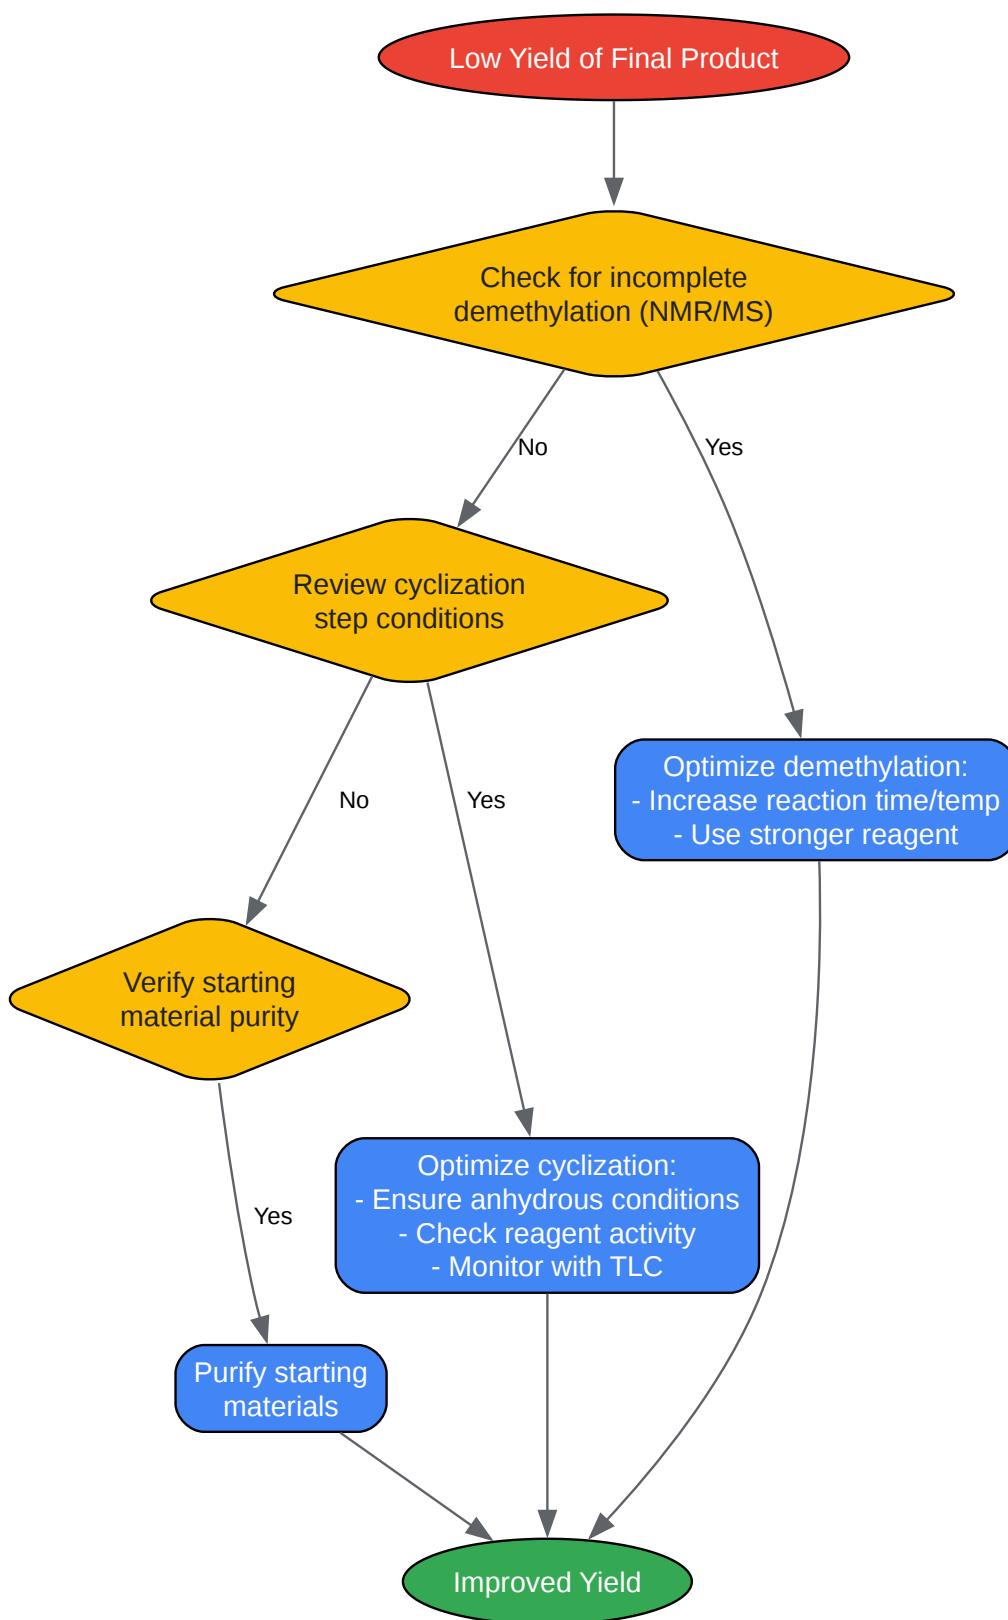 Low Yield of Final Product
Check for incomplete
demethylation (NMR/MS)
No
Yes
Review cyclization
step conditions
Optimize demethylation:
- Increase reaction time/temp
- Use stronger reagent
No
Yes
Verify starting
material purity
Optimize cyclization:
- Ensure anhydrous conditions
- Check reagent activity
- Monitor with TLC
Yes
Purify starting
materials
Improved Yield